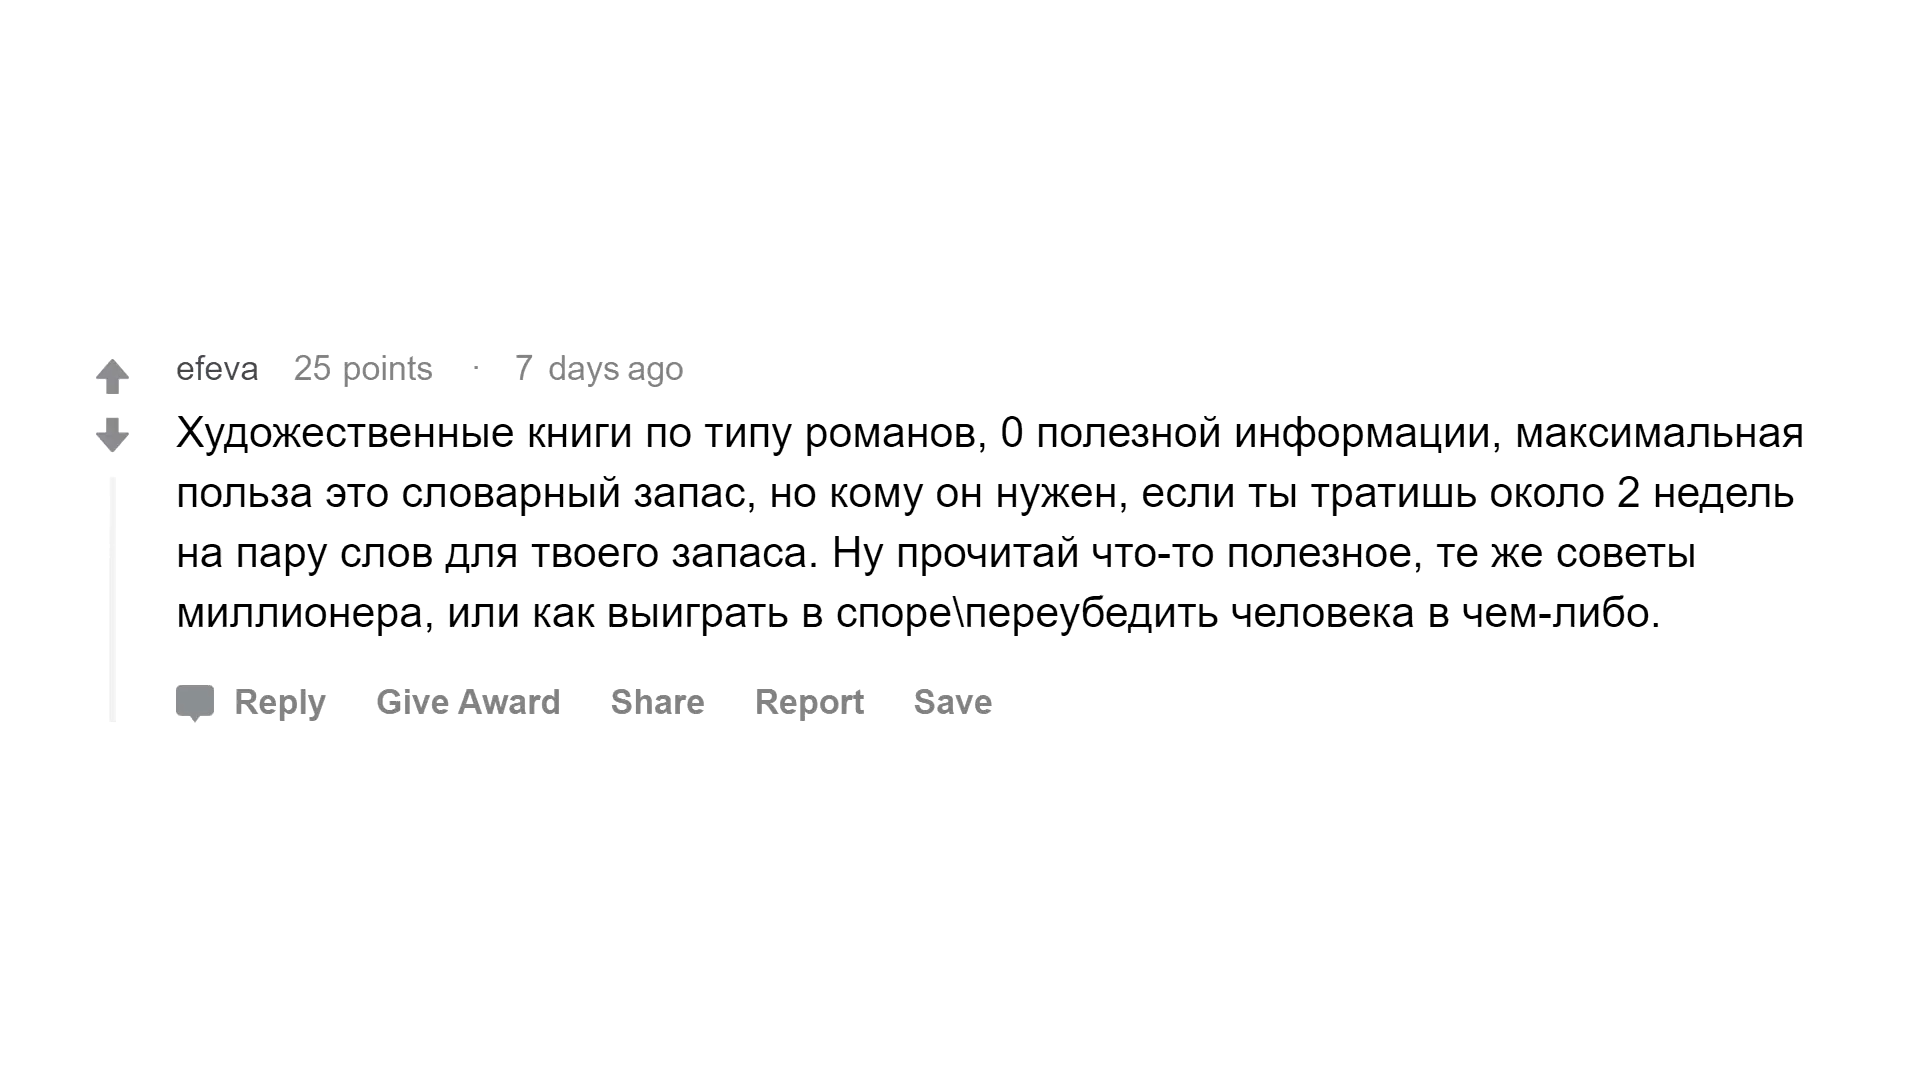 efeva 25 points · 7 days ago
Художественные книги по типу романов, 0 полезной информации, максимальная
польза это словарный запас, но кому он нужен, если ты тратишь около 2 недель
на пару слов для твоего запаса. Ну прочитай что-то полезное, те же советы
миллионера, или как выиграть в споре\переубедить человека в чем-либо.
Reply Give Award Share Report Save